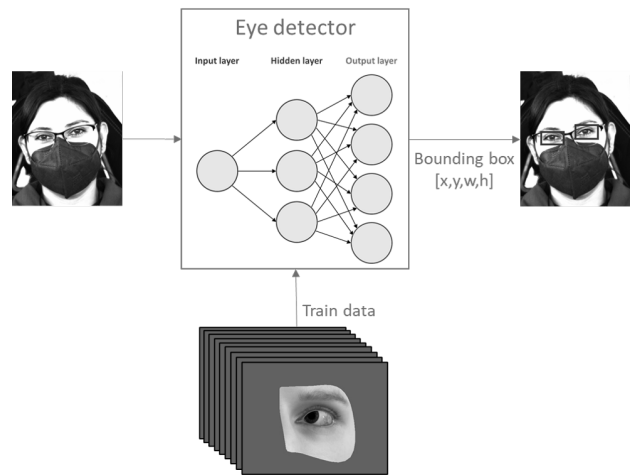 Eye detector
Input layer
Hidden layer
Output layer
Bounding box
[x,y,w,h]
Train data